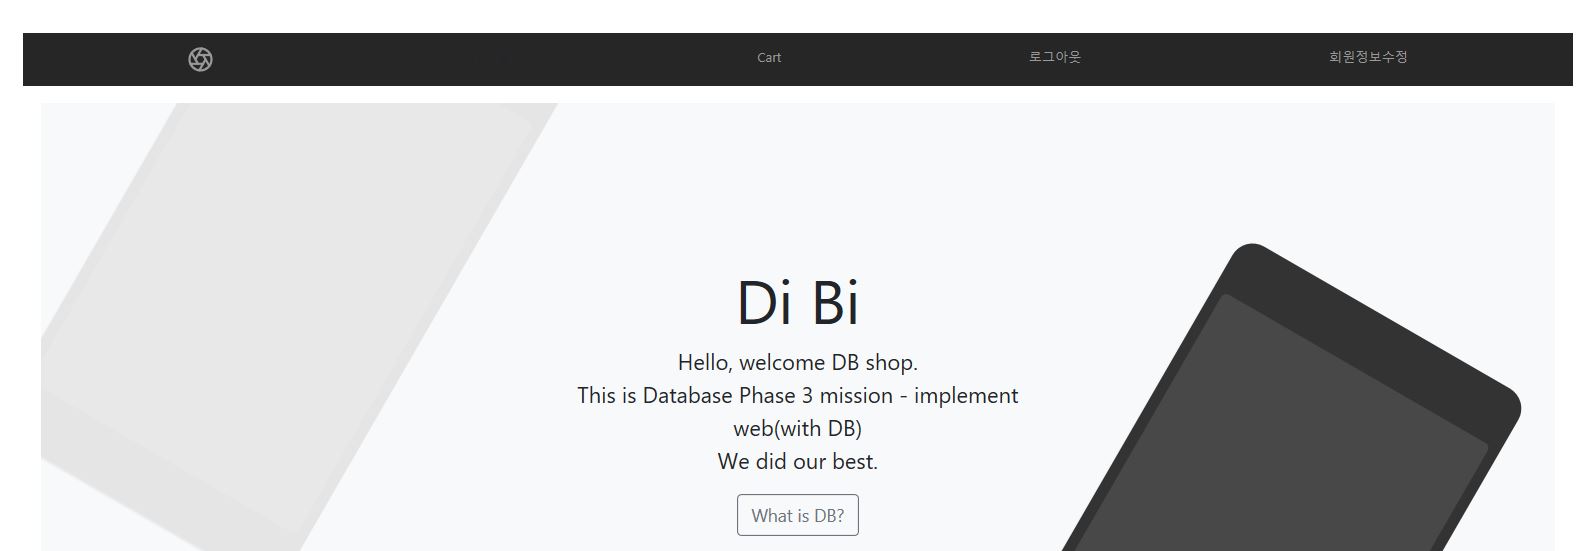 Cart
로그아웃
회원정보수정
Di Bi
Hello, welcome DB shop.
This is Database Phase 3 mission - implement
web(with DB)
We did our best.
What is DB?